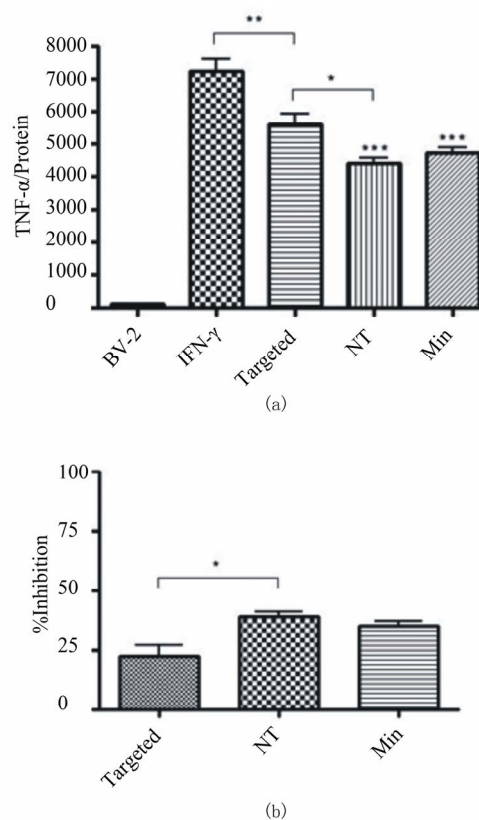 **
8000
7000
*
6000
5000
***
***
4000
3000
2000
1000
0
TNF-α/Protein
BV-2
IFN-γ
Targeted
NT
Min
(a)
100
75
50
25
0
%Inhibition
*
Targeted
NT
Min
(b)